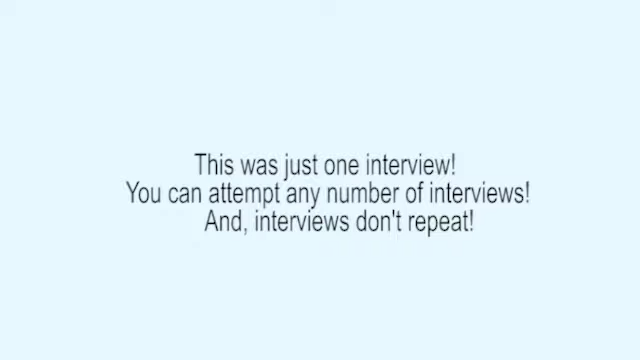 This was just one interview!
You can attempt any number of interviews!
And, interviews don't repeat!